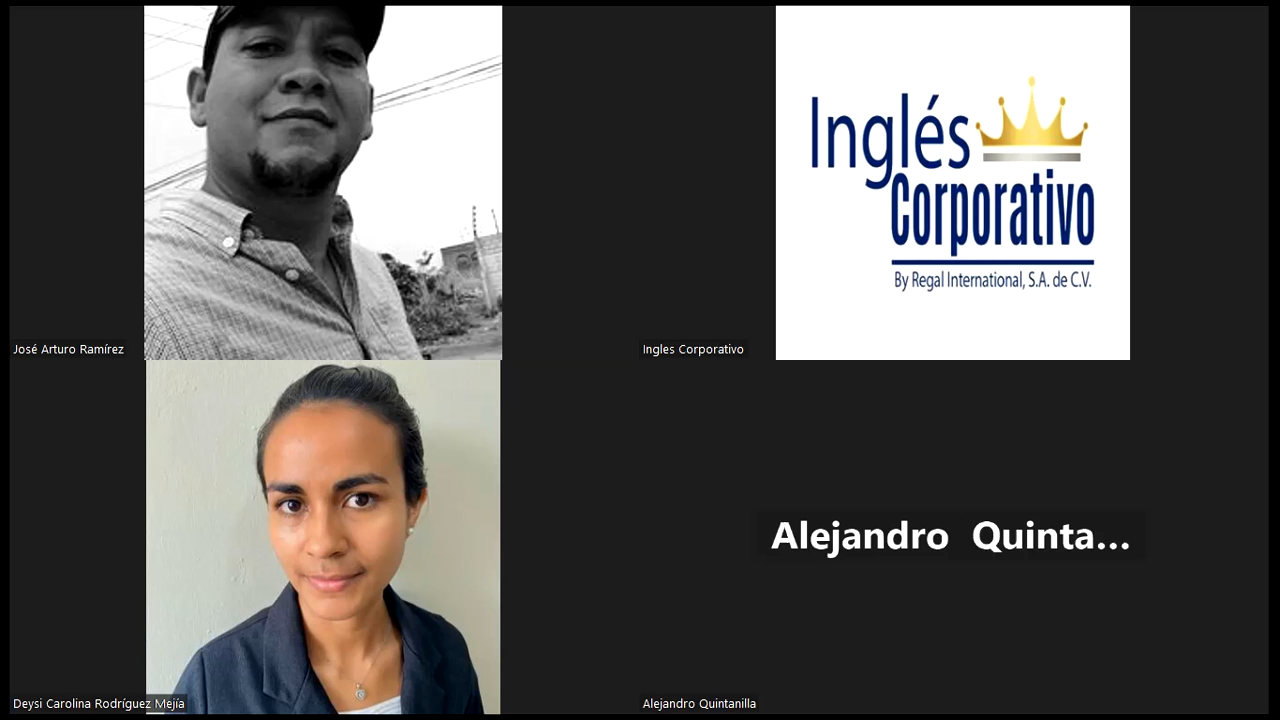 José Arturo Ramírez
Inglés
Corporativo
By Regal International, S.A. de C.V.
Ingles Corporativo
Deysi Carolina Rodríguez Mejía
Alejandro Quinta...
Alejandro Quintanilla